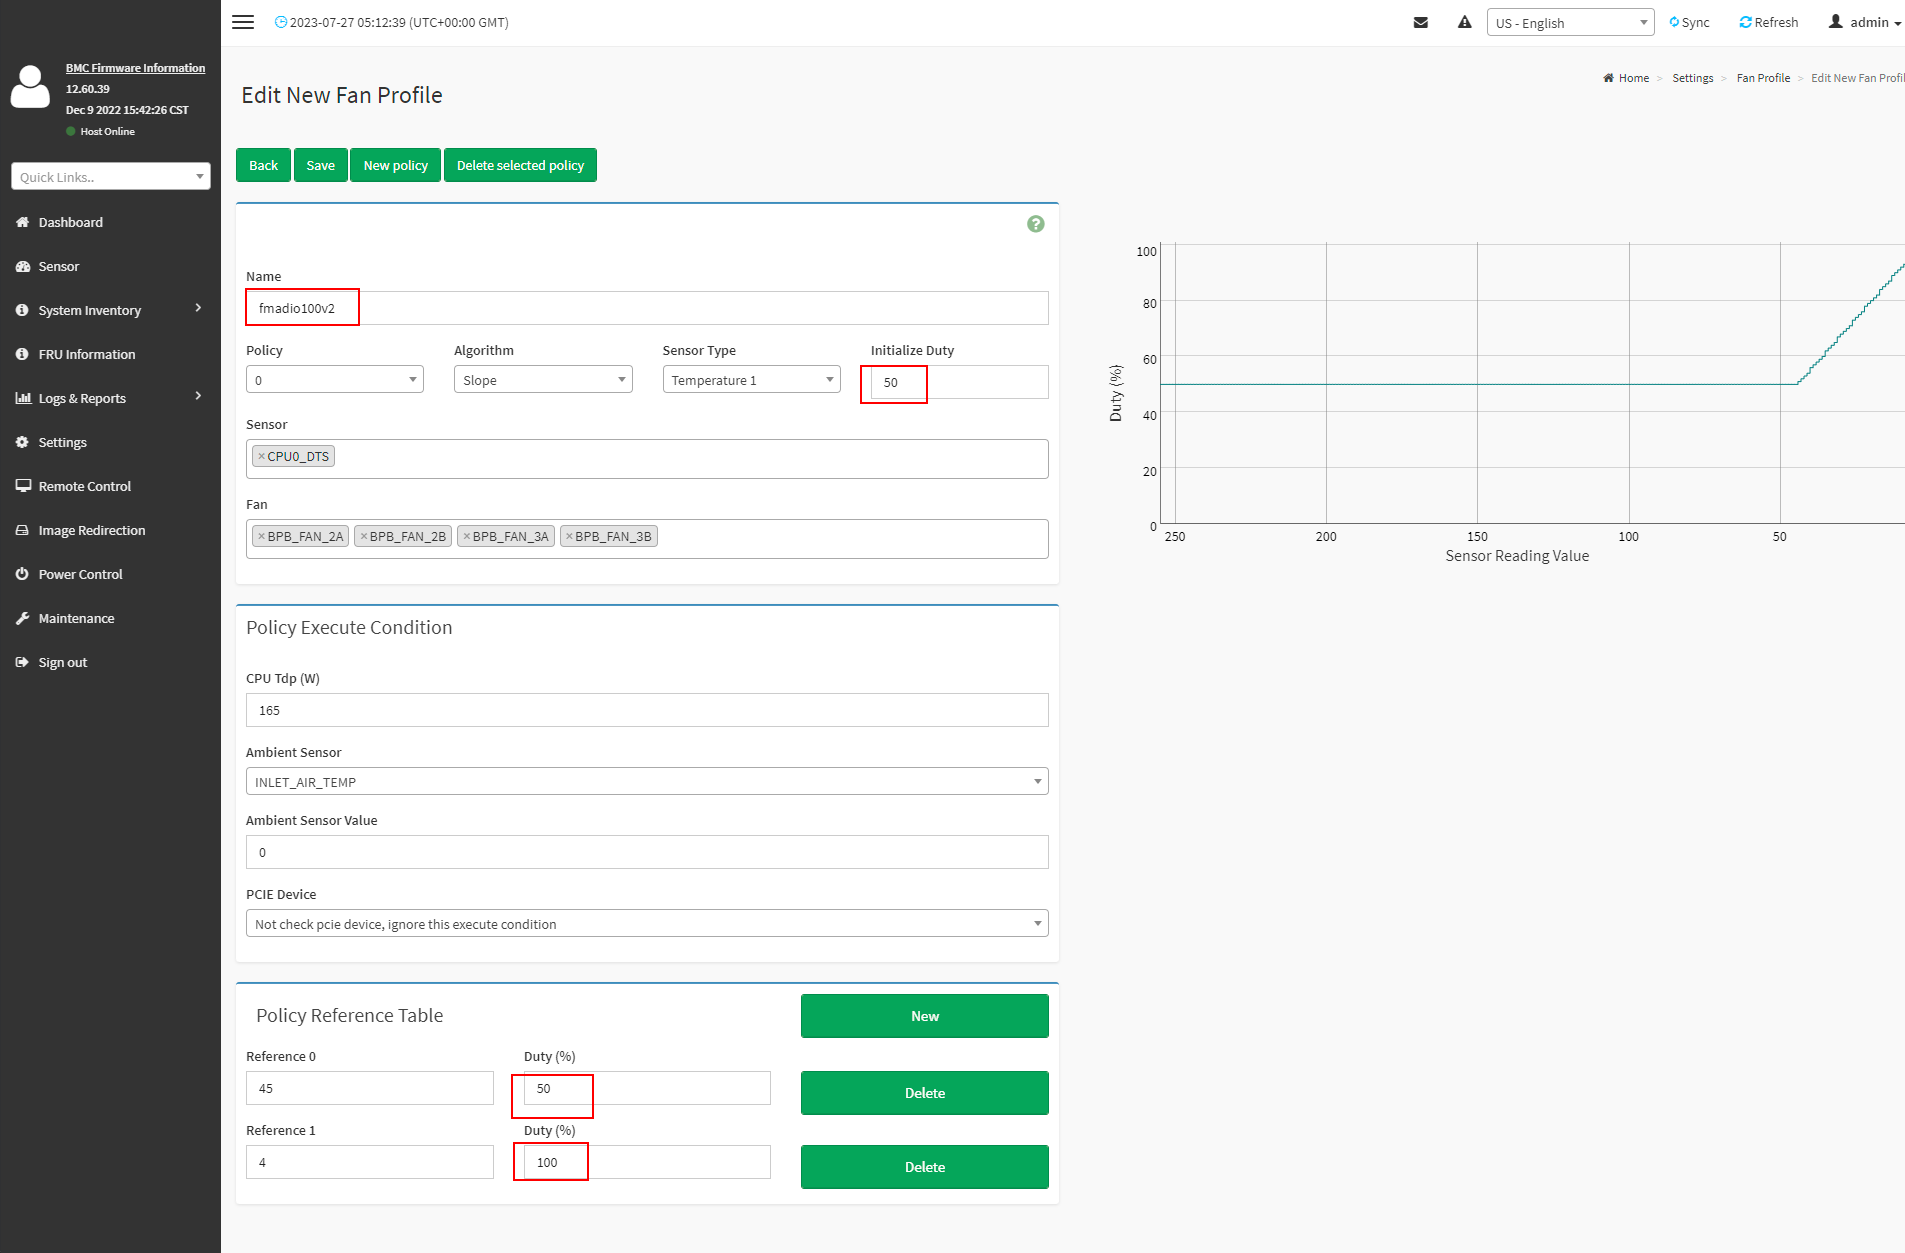 2023-07-27 05:12:39 (UTC+00:00 GMT)
US - English
Sync
Refresh
admin
BMC Firmware Information
12.60.39
Dec 9 2022 15:42:26 CST
Host Online
Quick Links..
Dashboard
Sensor
System Inventory
FRU Information
Logs & Reports
Settings
Remote Control
Image Redirection
Power Control
Maintenance
Sign out
Edit New Fan Profile
Home > Settings > Fan Profile > Edit New Fan Profil
Back
Save
New policy
Delete selected policy
?
Name
fmadio100v2
Policy
Algorithm
Sensor Type
Initialize Duty
0
Slope
Temperature 1
50
Sensor
×CPU0_DTS
Fan
×BPB_FAN_2A ×BPB_FAN_2B ×BPB_FAN_3A ×BPB_FAN_3B
Policy Execute Condition
CPU Tdp (W)
165
Ambient Sensor
INLET_AIR_TEMP
Ambient Sensor Value
0
PCIE Device
Not check pcie device, ignore this execute condition
Policy Reference Table
New
Reference 0
Duty (%)
45
50
Delete
Reference 1
Duty (%)
4
100
Delete
100
80
60
40
20
0
Duty (%)
250
200
150
100
50
Sensor Reading Value